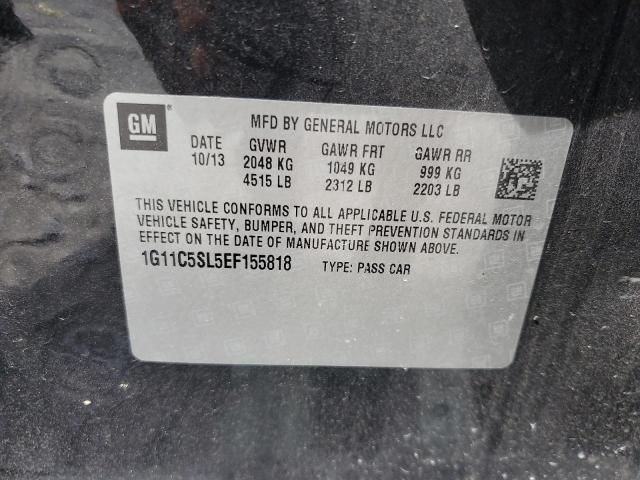 GM®
MFD BY GENERAL MOTORS LLC
DATE GVWR GAWR FRT GAWR RR
10/13 2048 KG 1049 KG 999 KG
4515 LB 2312 LB 2203 LB
THIS VEHICLE CONFORMS TO ALL APPLICABLE U.S. FEDERAL MOTOR
VEHICLE SAFETY, BUMPER, AND THEFT PREVENTION STANDARDS IN
EFFECT ON THE DATE OF MANUFACTURE SHOWN ABOVE.
1G11C5SL5EF155818 TYPE: PASS CAR